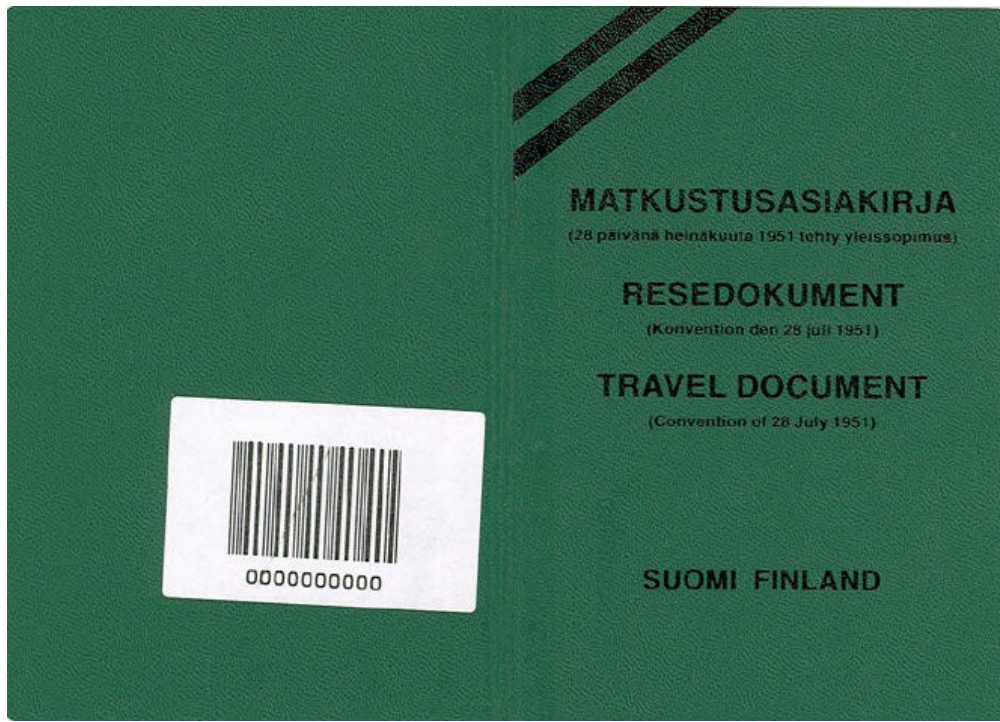 MATKUSTUSASIAKIRJA
(28 päivänä heinäkuuta 1951 tehty yleissopimus)
RESEDOKUMENT
(Konvention den 28 juli 1951)
TRAVEL DOCUMENT
(Convention of 28 July 1951)
SUOMI FINLAND
0000000000